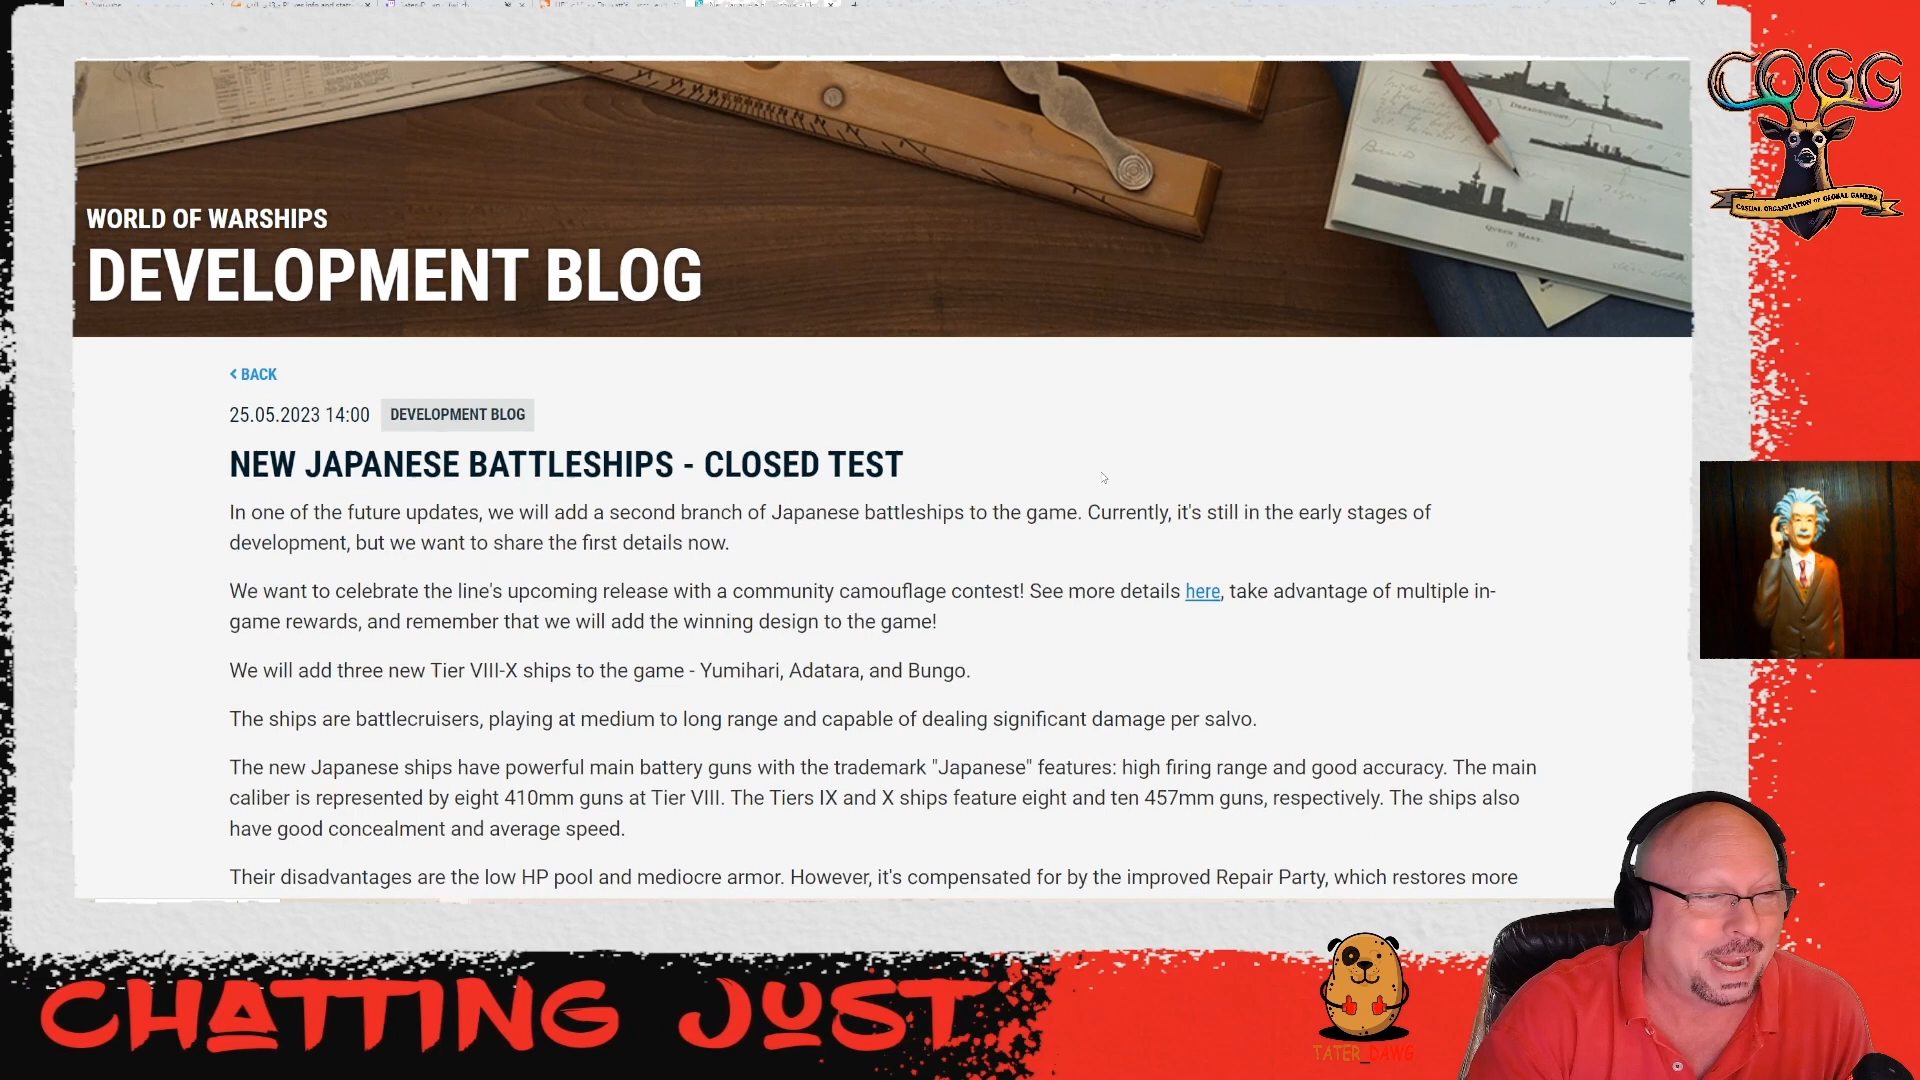 COGG
CASUAL ORGANIZATION OF GLOBAL GAMERS
WORLD OF WARSHIPS
DEVELOPMENT BLOG
BACK
25.05.2023 14:00 DEVELOPMENT BLOG
NEW JAPANESE BATTLESHIPS - CLOSED TEST
In one of the future updates, we will add a second branch of Japanese battleships to the game. Currently, it's still in the early stages of
development, but we want to share the first details now.
We want to celebrate the line's upcoming release with a community camouflage contest! See more details here, take advantage of multiple in-
game rewards, and remember that we will add the winning design to the game!
We will add three new Tier VIII-X ships to the game - Yumihari, Adatara, and Bungo.
The ships are battlecruisers, playing at medium to long range and capable of dealing significant damage per salvo.
The new Japanese ships have powerful main battery guns with the trademark "Japanese" features: high firing range and good accuracy. The main
caliber is represented by eight 410mm guns at Tier VIII. The Tiers IX and X ships feature eight and ten 457mm guns, respectively. The ships also
have good concealment and average speed.
Their disadvantages are the low HP pool and mediocre armor. However, it's compensated for by the improved Repair Party, which restores more
CHATTING JUST
TATER_DAWG